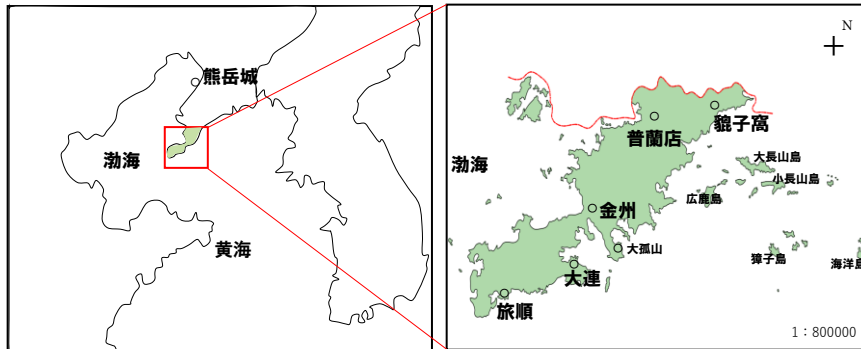 熊岳城
渤海
黄海
N
貔子窩
普蘭店
渤海
大長山島
小長山島
広鹿島
金州
大孤山
獐子島
海洋島
大連
旅順
1：800000